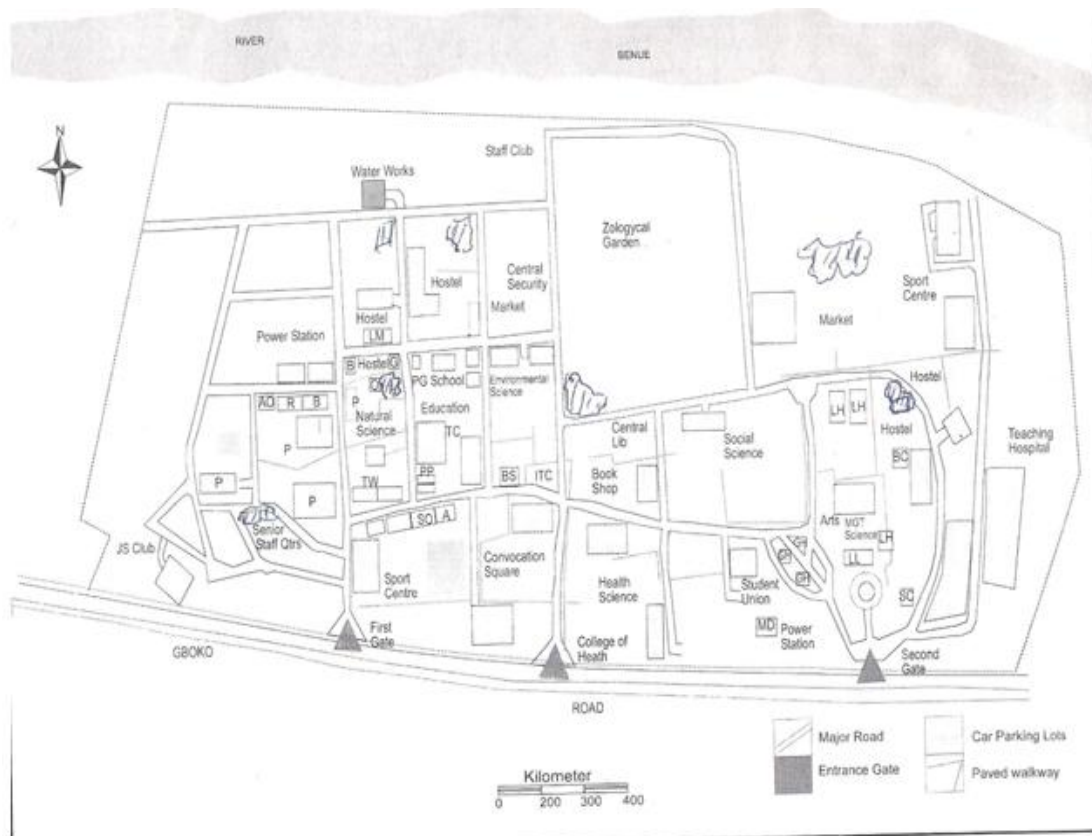 RIVER
BENUE
N
Staff Club
Water Works
Zologycal
Garden
Hostel
Central
Security
Sport
Centre
Market
Hostel
LM
Market
Power Station
B
Hostel
PG School
Environmental
Science
Hostel
AO
R
B
P
Natural
Science
Education
TC
LH
LH
Hostel
Central
Lib
Social
Science
Teaching
Hospital
P
BC
P
TW
PP
BS
ITC
Book
Shop
P
Senior
Staff Qtrs
SO
A
Arts
MGT
Science
LH
JS Club
Convocation
Square
LL
Sport
Centre
Health
Science
Student
Union
SC
First
Gate
MD
Power
Station
College of
Heath
Second
Gate
GBOKO
ROAD
Major Road
Car Parking Lots
Entrance Gate
Paved walkway
Kilometer
0
200
300
400